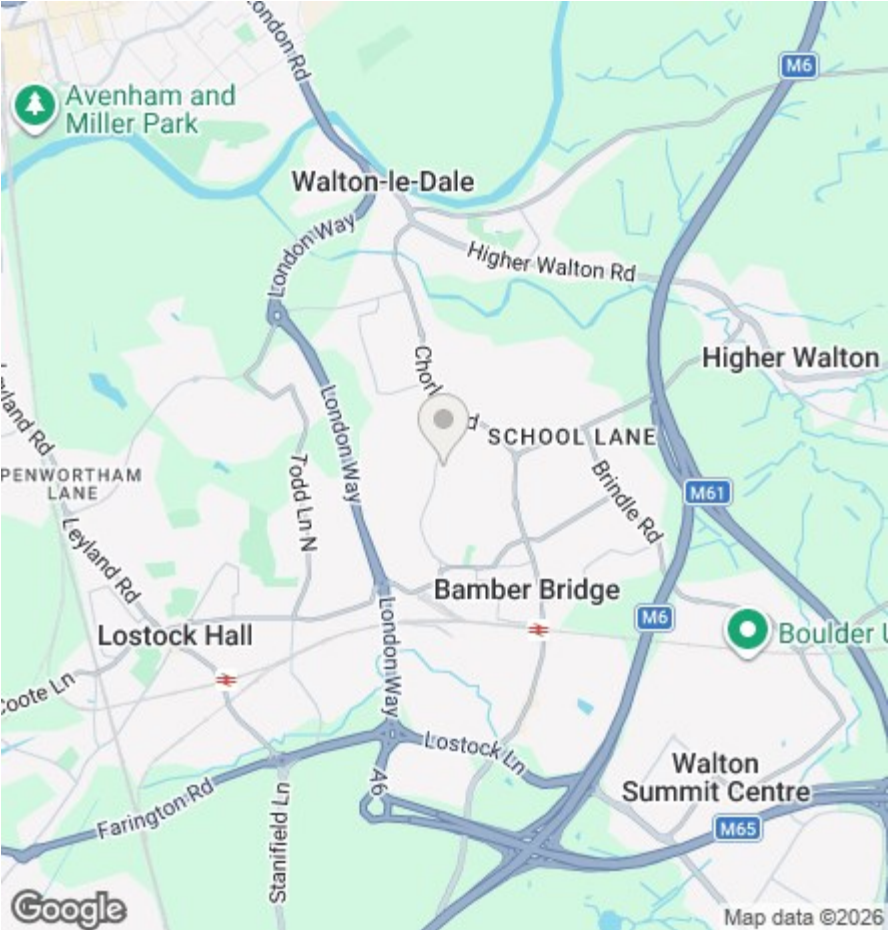 London Rd
M6
Avenham and
Miller Park
Walton-le-Dale
London Way
Higher Walton Rd
Higher Walton
Chorl
d
SCHOOL LANE
London Way
Leyland Rd
PENWORTHAM
LANE
Todd Ln N
Brindle Rd
M61
Leyland Rd
Bamber Bridge
M6
Lostock Hall
London Way
Boulder U
Coote Ln
Lostock Ln
Walton
Summit Centre
A6
Farington Rd
Stanifield Ln
M65
Google
Map data ©2026